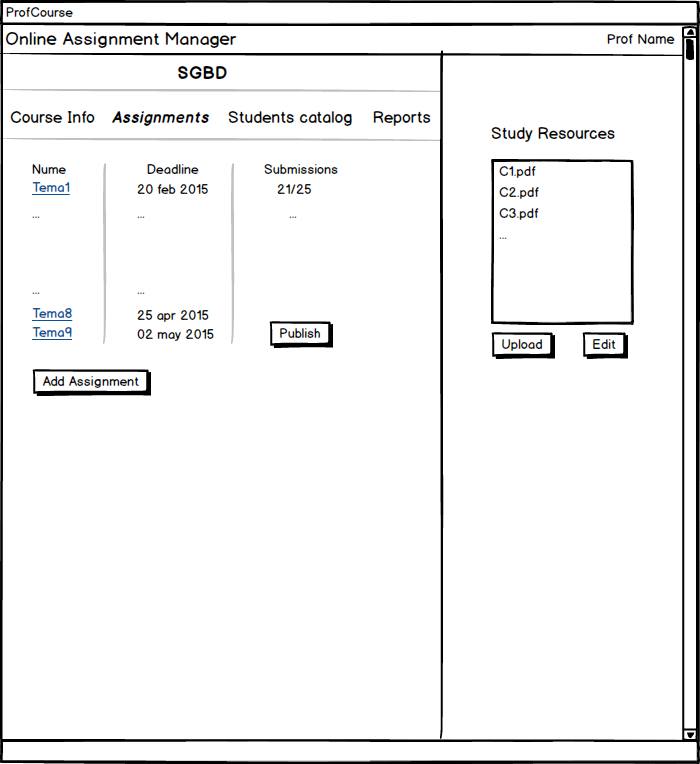 ProfCourse
Online Assignment Manager Prof Name
SGBD
Course Info Assignments Students catalog Reports
Nume Deadline Submissions
Tema1 20 feb 2015 21/25
... ... ...
... ...
Tema8 25 apr 2015
Tema9 02 may 2015 Publish
Add Assignment
Study Resources
C1.pdf
C2.pdf
C3.pdf
...
Upload Edit